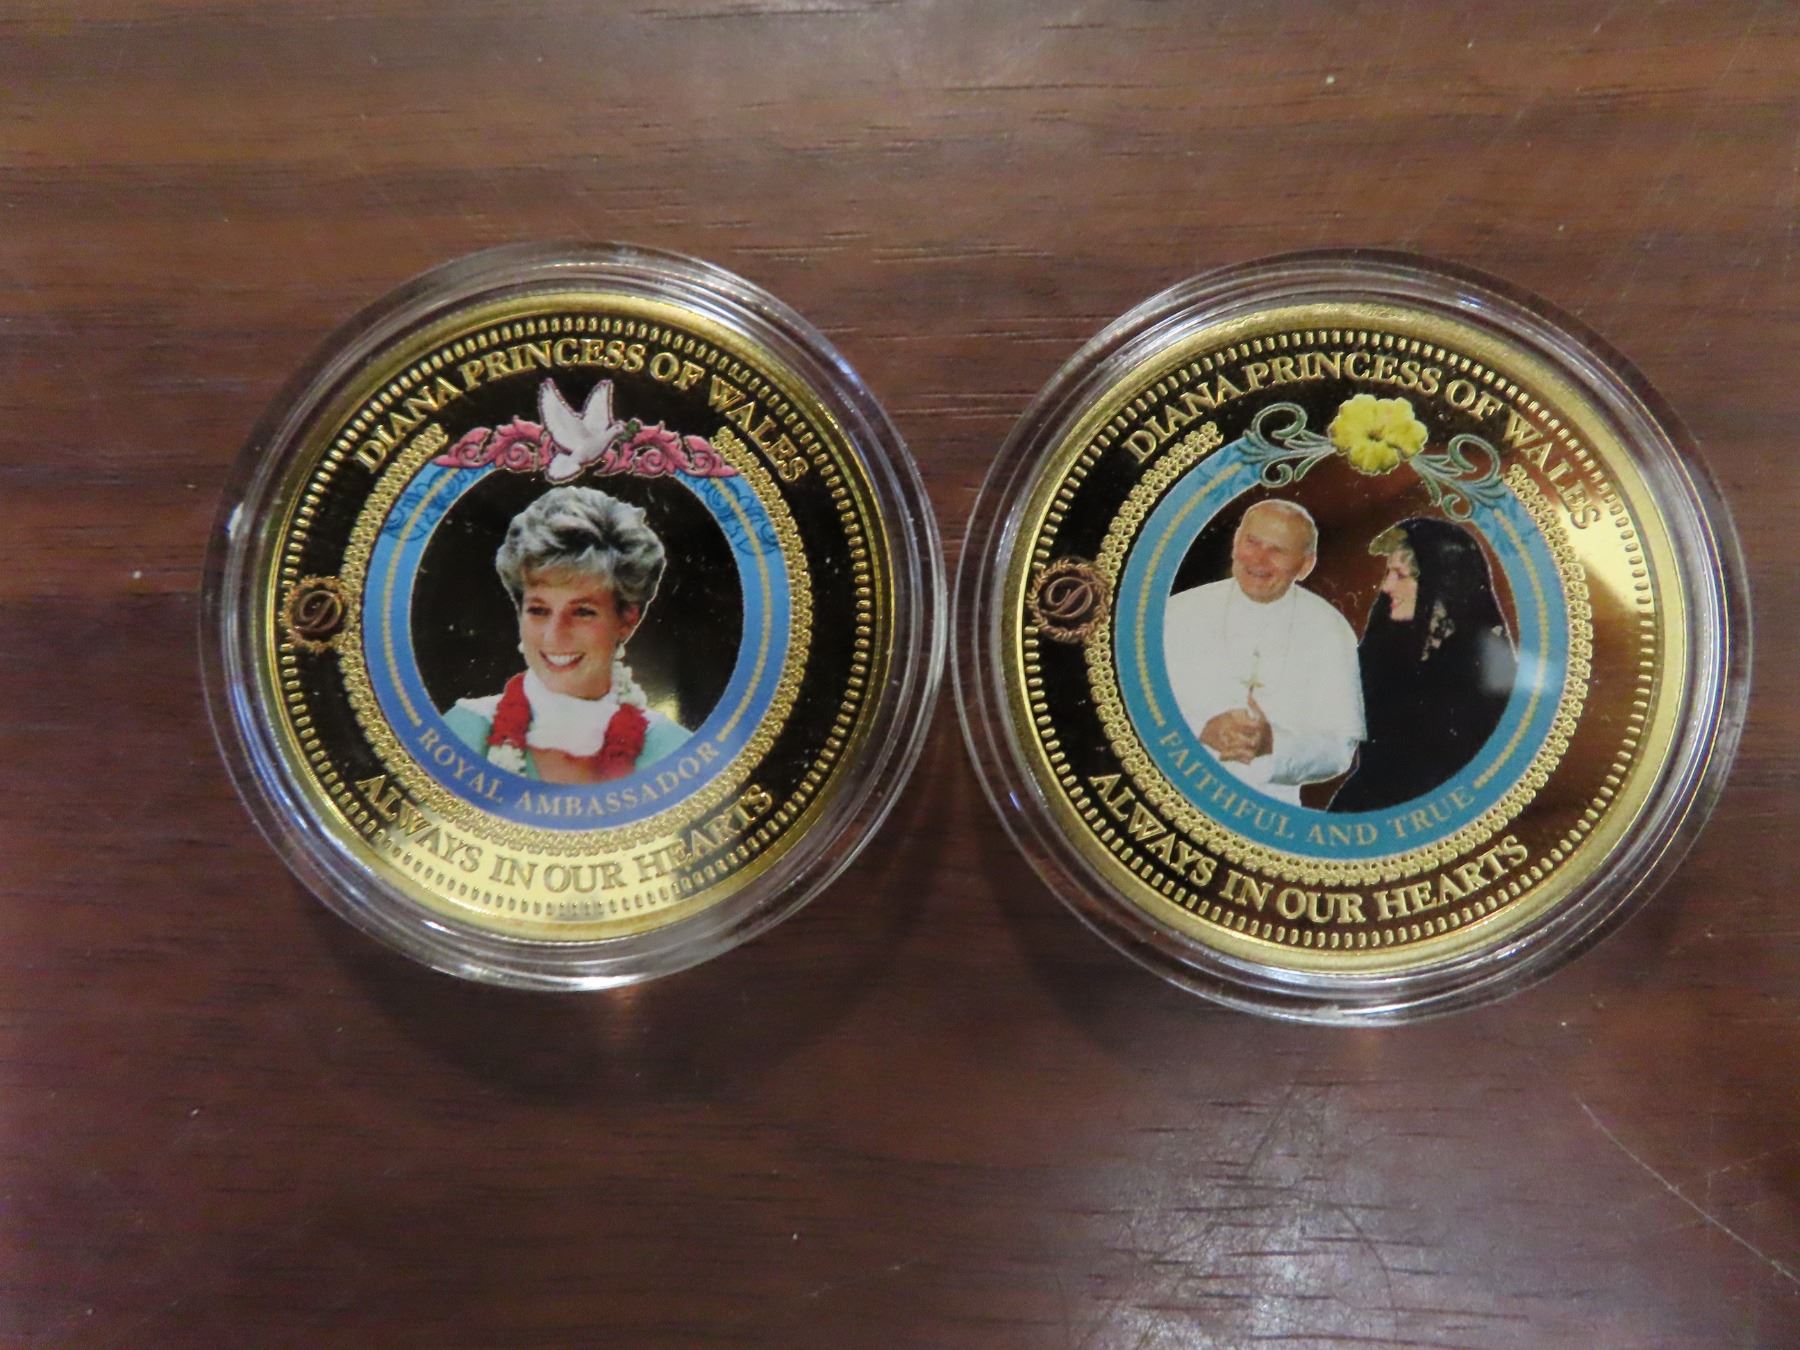 DIANA PRINCESS OF WALES
D
ROYAL AMBASSADOR
ALWAYS IN OUR HEARTS
DIANA PRINCESS OF WALES
D
FAITHFUL AND TRUE
ALWAYS IN OUR HEARTS